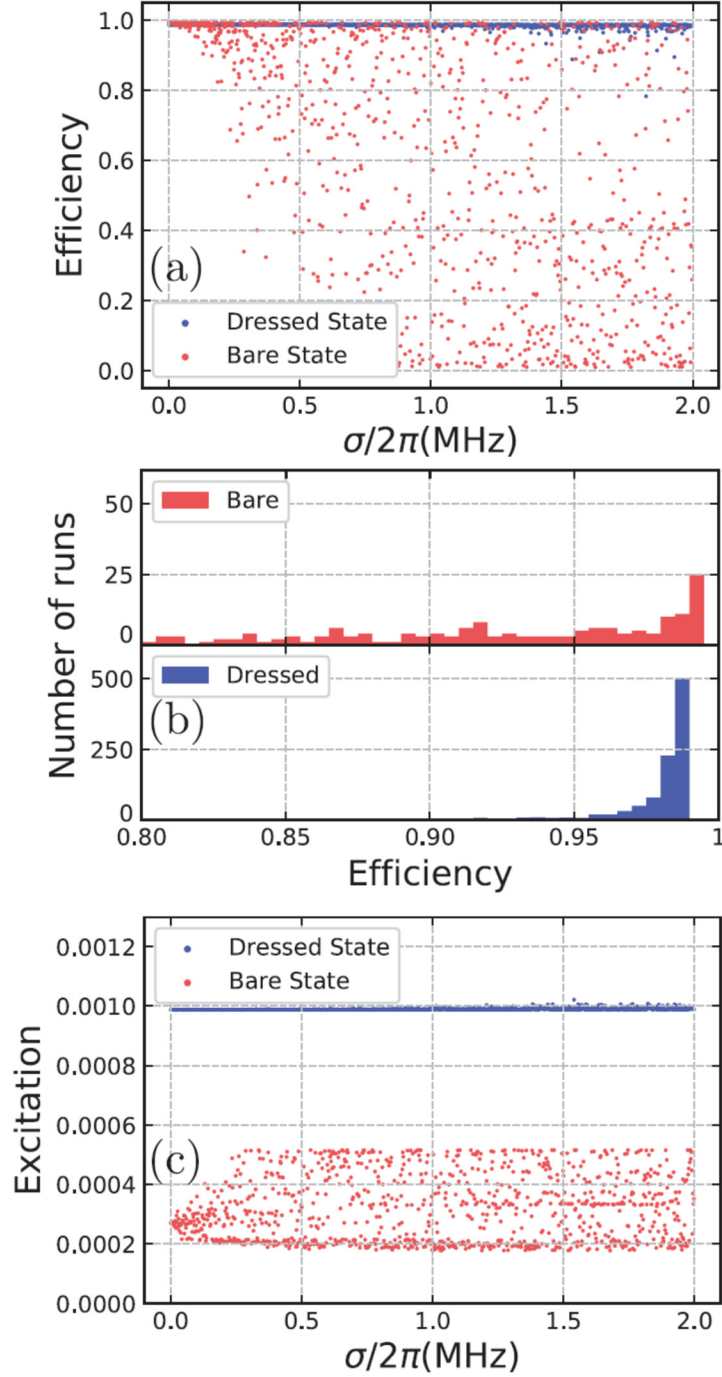 1.0
0.8
0.6
0.4
0.2
0.0
Efficiency
(a)
Dressed State
Bare State
0.0 0.5 1.0 1.5 2.0
σ/2π(MHz)
50
25
0
Bare
Number of runs
500
250
0
Dressed
(b)
0.80 0.85 0.90 0.95 1
Efficiency
0.0012
0.0010
0.0008
0.0006
0.0004
0.0002
0.0000
Excitation
Dressed State
Bare State
(c)
0.0 0.5 1.0 1.5 2.0
σ/2π(MHz)